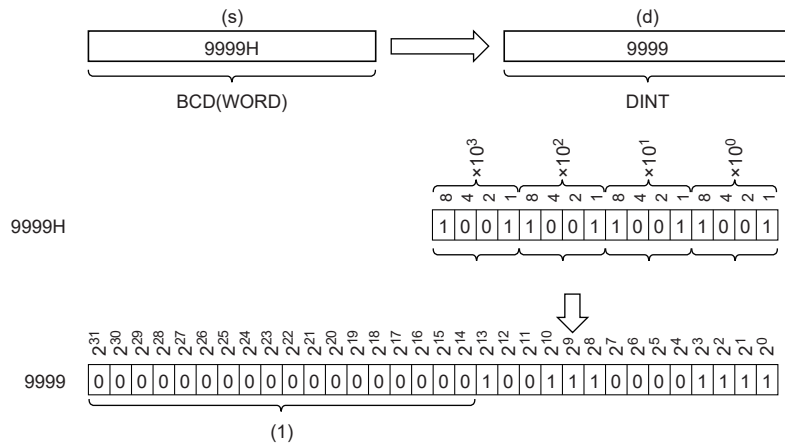 (s) (d)
9999H 9999
BCD(WORD) DINT
×10³ ×10² ×10¹ ×10⁰
8 4 2 1 8 4 2 1 8 4 2 1 8 4 2 1
9999H 1 0 0 1 1 0 0 1 1 0 0 1 1 0 0 1
2³¹ 2³⁰ 2²⁹ 2²⁸ 2²⁷ 2²⁶ 2²⁵ 2²⁴ 2²³ 2²² 2²¹ 2²⁰ 2¹⁹ 2¹⁸ 2¹⁷ 2¹⁶ 2¹⁵ 2¹⁴ 2¹³ 2¹² 2¹¹ 2¹⁰ 2⁹ 2⁸ 2⁷ 2⁶ 2⁵ 2⁴ 2³ 2² 2¹ 2⁰
9999 0 0 0 0 0 0 0 0 0 0 0 0 0 0 0 0 0 0 1 0 0 1 1 1 0 0 0 0 1 1 1 1
(1)